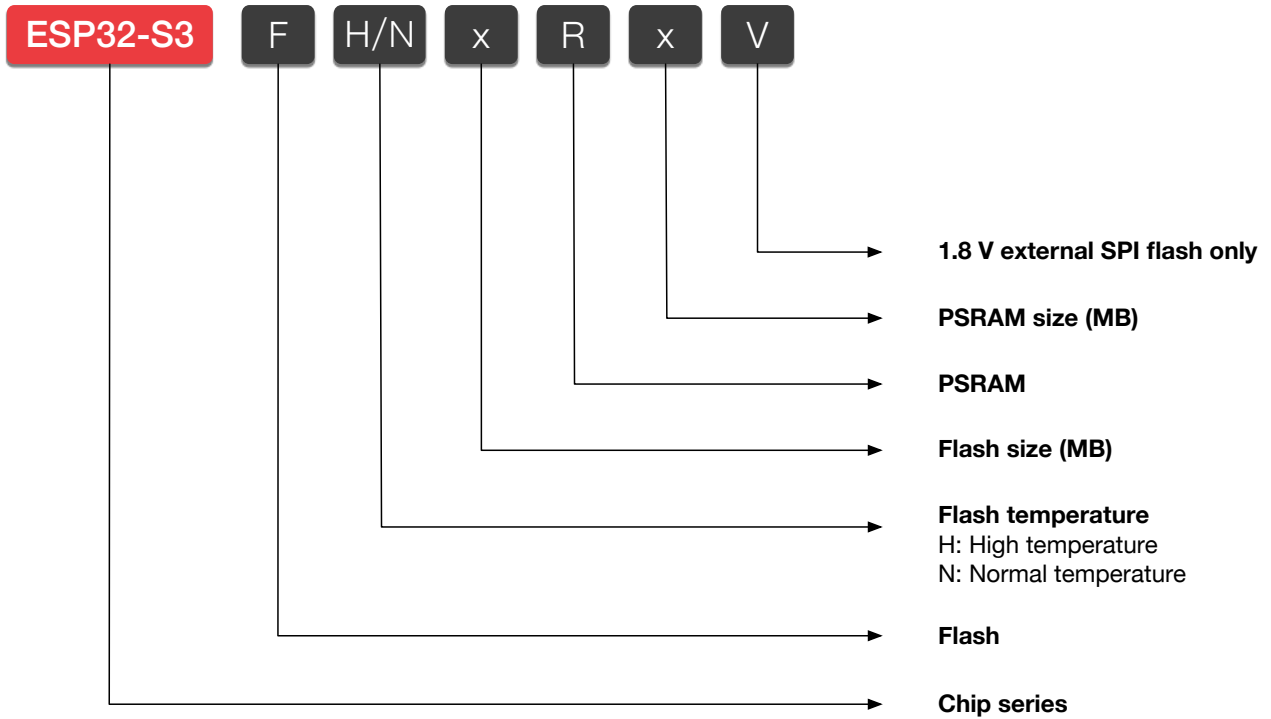 ESP32-S3 F H/N x R x V
1.8 V external SPI flash only
PSRAM size (MB)
PSRAM
Flash size (MB)
Flash temperature
H: High temperature
N: Normal temperature
Flash
Chip series